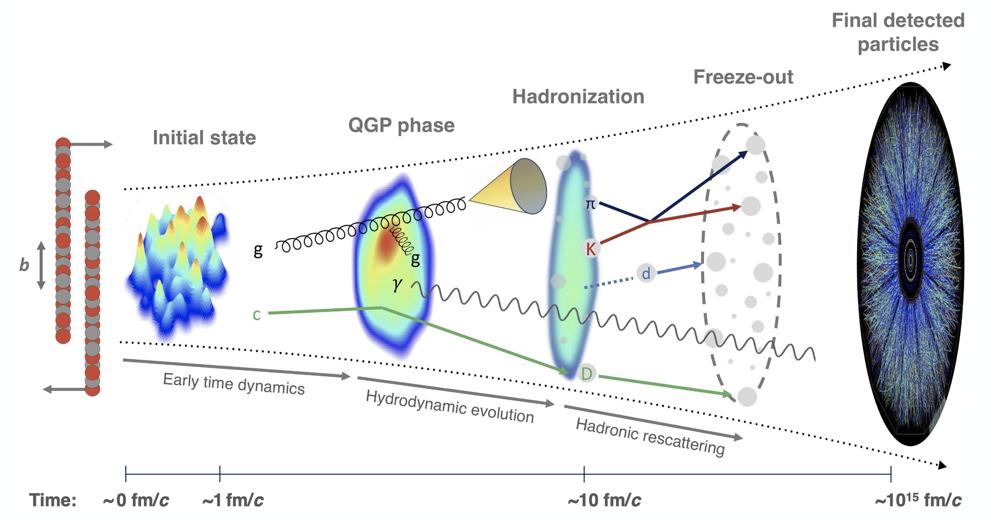 Final detected
particles
Freeze-out
Hadronization
QGP phase
Initial state
b
g
g
γ
c
π
K
d
D
Early time dynamics
Hydrodynamic evolution
Hadronic rescattering
Time: ~0 fm/c ~1 fm/c ~10 fm/c ~10¹⁵ fm/c